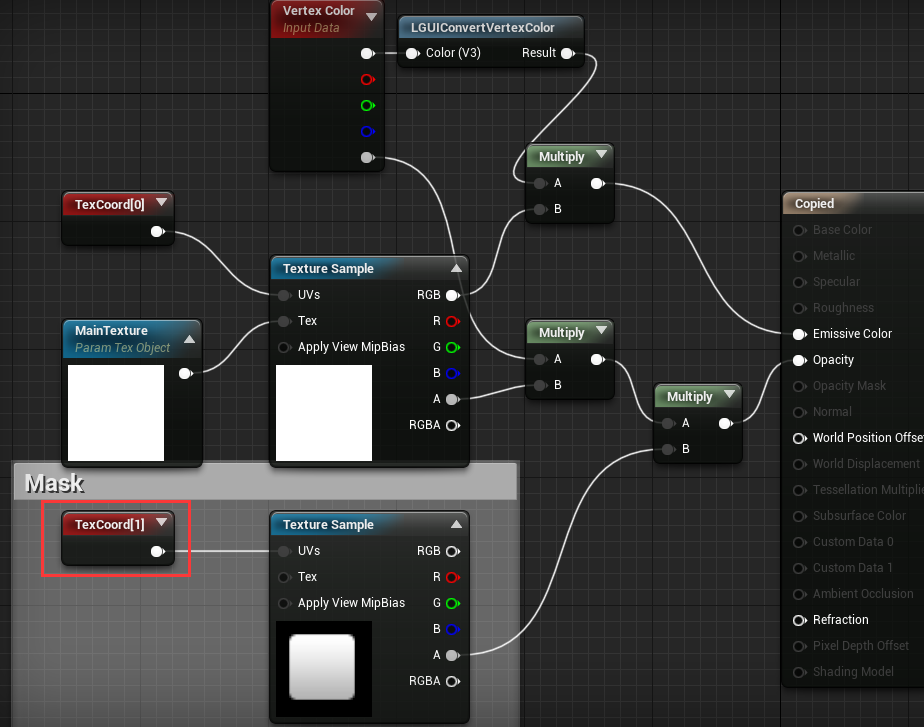 Vertex Color
Input Data
LGUIConvertVertexColor
Color (V3)
Result
Multiply
A
B
TexCoord[0]
Texture Sample
UVs
RGB
Tex
R
Apply View MipBias
G
B
A
RGBA
MainTexture
Param Tex Object
Multiply
A
B
Multiply
A
B
Copied
Base Color
Metallic
Specular
Roughness
Emissive Color
Opacity
Opacity Mask
Normal
World Position Offse
World Displacement
Tessellation Multiplie
Subsurface Color
Custom Data 0
Custom Data 1
Ambient Occlusion
Refraction
Pixel Depth Offset
Shading Model
Mask
TexCoord[1]
Texture Sample
UVs
RGB
Tex
R
Apply View MipBias
G
B
A
RGBA